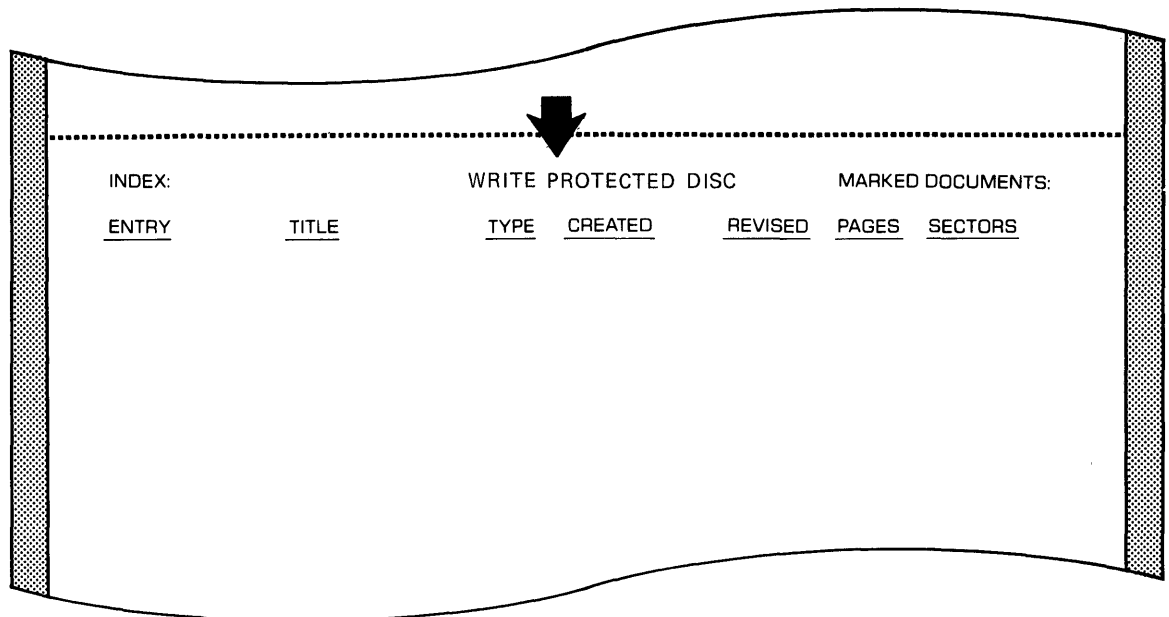 INDEX: WRITE PROTECTED DISC MARKED DOCUMENTS:
ENTRY TITLE TYPE CREATED REVISED PAGES SECTORS